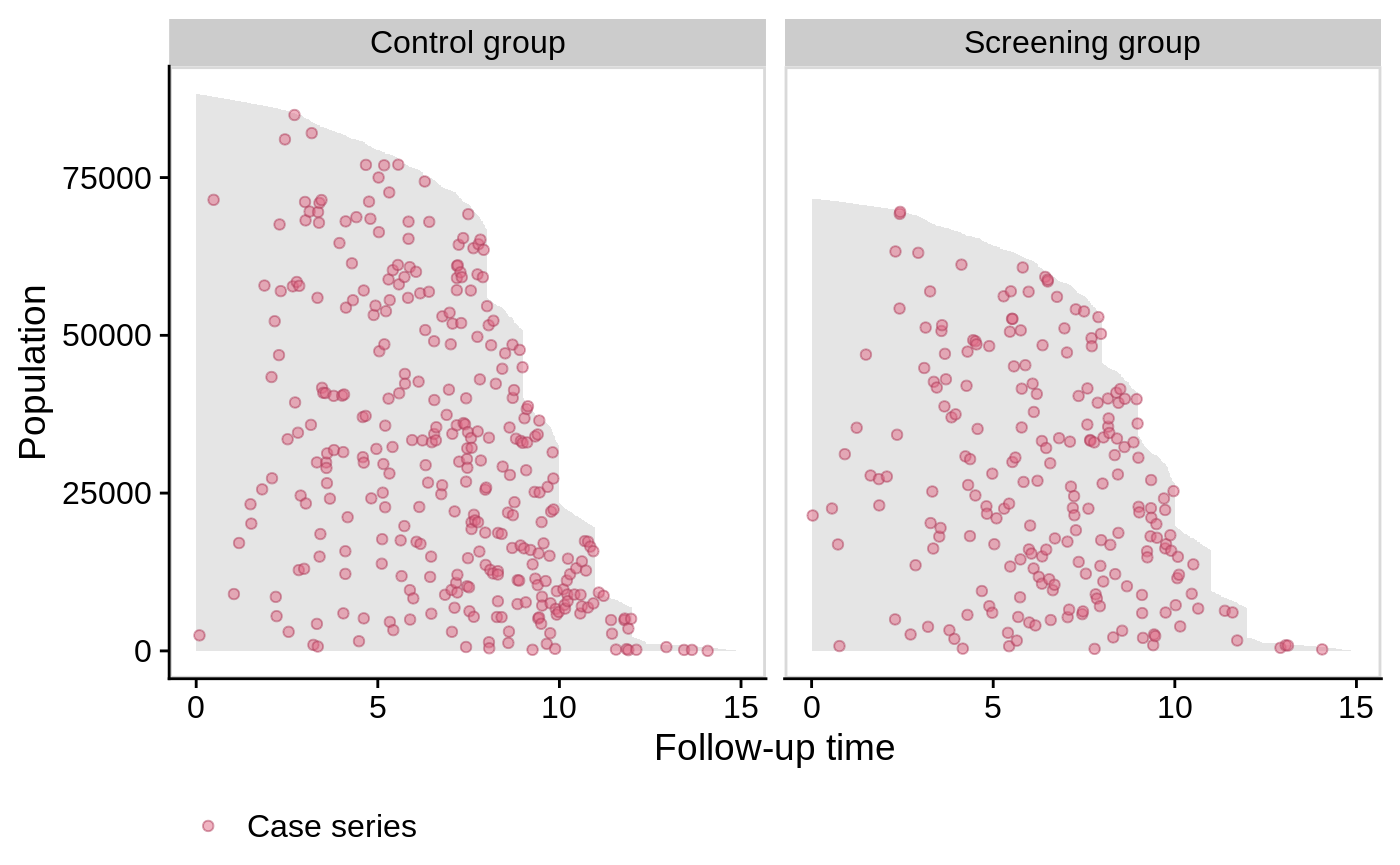 Control group
Screening group
Population
75000
50000
25000
0
0 5 10 15
0 5 10 15
Follow-up time
Case series